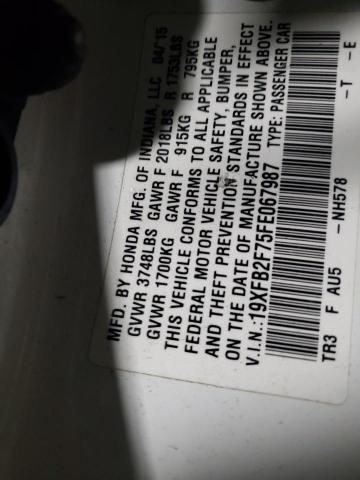 MFD. BY HONDA MFG. OF INDIANA, LLC 04/15
GVWR 3748LBS GAWR F 2018LBS R 1753LBS
GVWR 1700KG GAWR F 915KG R 795KG
THIS VEHICLE CONFORMS TO ALL APPLICABLE
FEDERAL MOTOR VEHICLE SAFETY, BUMPER,
AND THEFT PREVENTION STANDARDS IN EFFECT
ON THE DATE OF MANUFACTURE SHOWN ABOVE.
V.I.N.:19XFB2F75FE067987 TYPE: PASSENGER CAR
TR3 F AU5 -NH578 -T -E